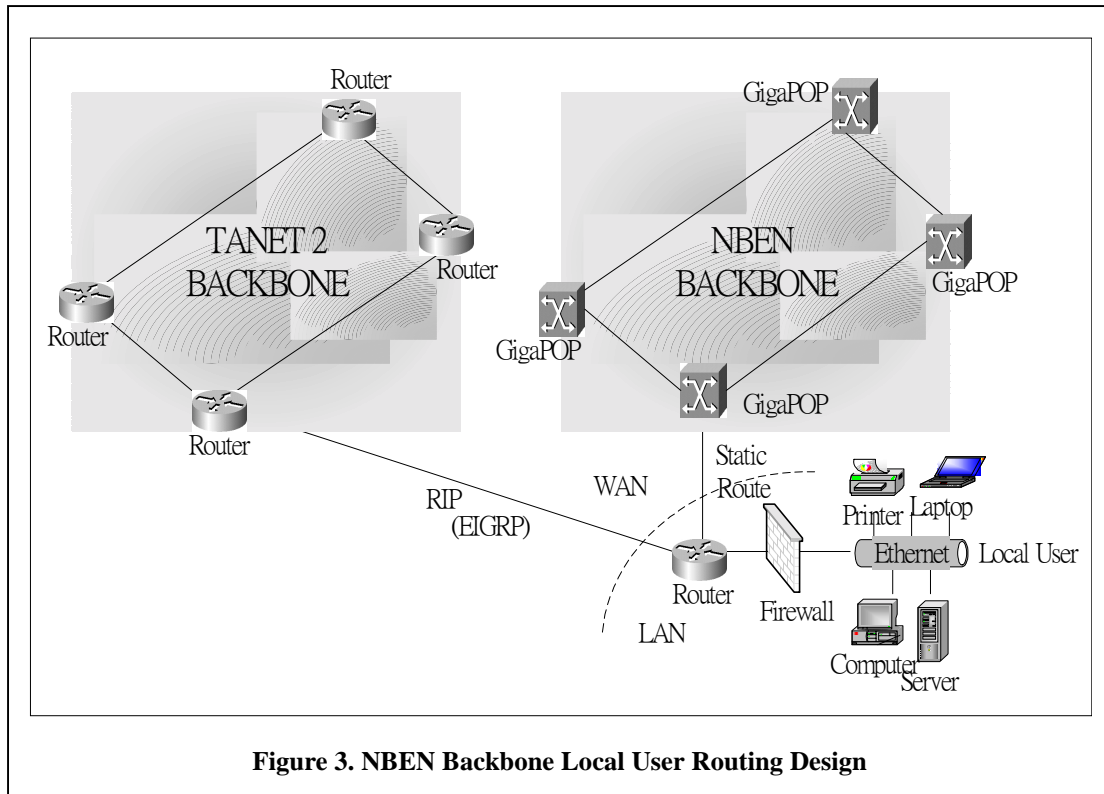 Router
GigaPOP
TANET 2
BACKBONE
Router
Router
Router
NBEN
BACKBONE
GigaPOP
GigaPOP
GigaPOP
RIP
(EIGRP)
WAN
Static
Route
Printer
Laptop
Ethernet
Local User
Router
Firewall
LAN
Computer
Server
Figure 3. NBEN Backbone Local User Routing Design